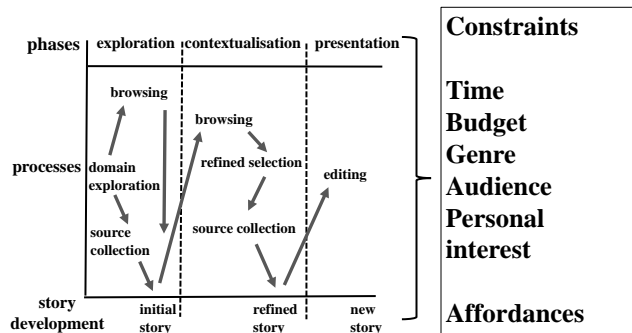 phases exploration contextualisation presentation
browsing
browsing
processes
refined selection
domain
exploration
editing
source
collection
source collection
story
development
initial
story
refined
story
new
story
Constraints
Time
Budget
Genre
Audience
Personal
interest
Affordances